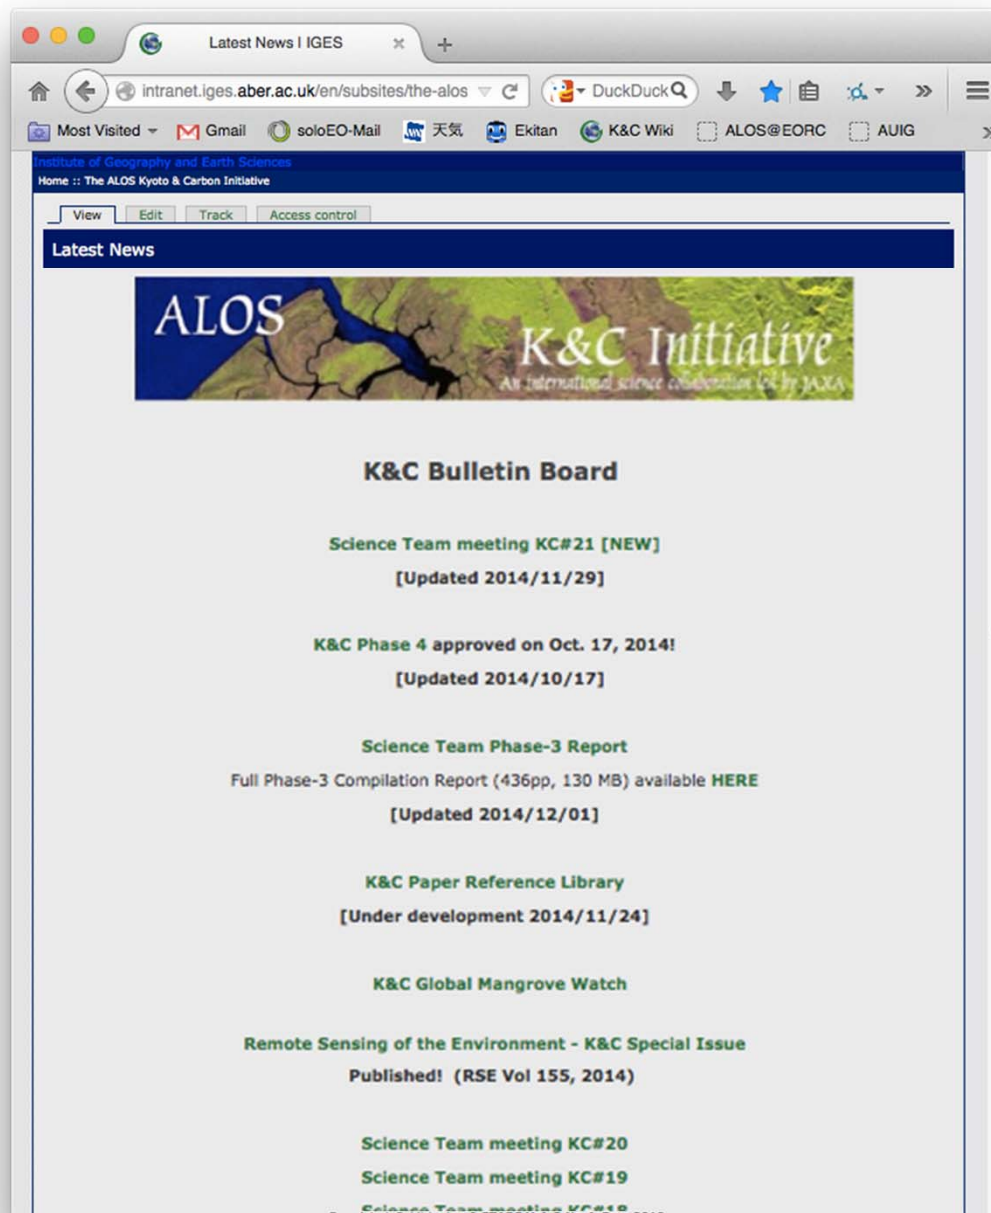 Latest News | IGES
intranet.iges.aber.ac.uk/en/subsites/the-alos
DuckDuck
Most Visited
Gmail
soloEO-Mail
天気
Ekitan
K&C Wiki
ALOS@EORC
AUIG
Institute of Geography and Earth Sciences
Home :: The ALOS Kyoto & Carbon Initiative
View Edit Track Access control
Latest News
ALOS
K&C Initiative
An international science collaboration led by JAXA
K&C Bulletin Board
Science Team meeting KC#21 [NEW]
[Updated 2014/11/29]
K&C Phase 4 approved on Oct. 17, 2014!
[Updated 2014/10/17]
Science Team Phase-3 Report
Full Phase-3 Compilation Report (436pp, 130 MB) available HERE
[Updated 2014/12/01]
K&C Paper Reference Library
[Under development 2014/11/24]
K&C Global Mangrove Watch
Remote Sensing of the Environment - K&C Special Issue
Published! (RSE Vol 155, 2014)
Science Team meeting KC#20
Science Team meeting KC#19
Science Team meeting KC#18